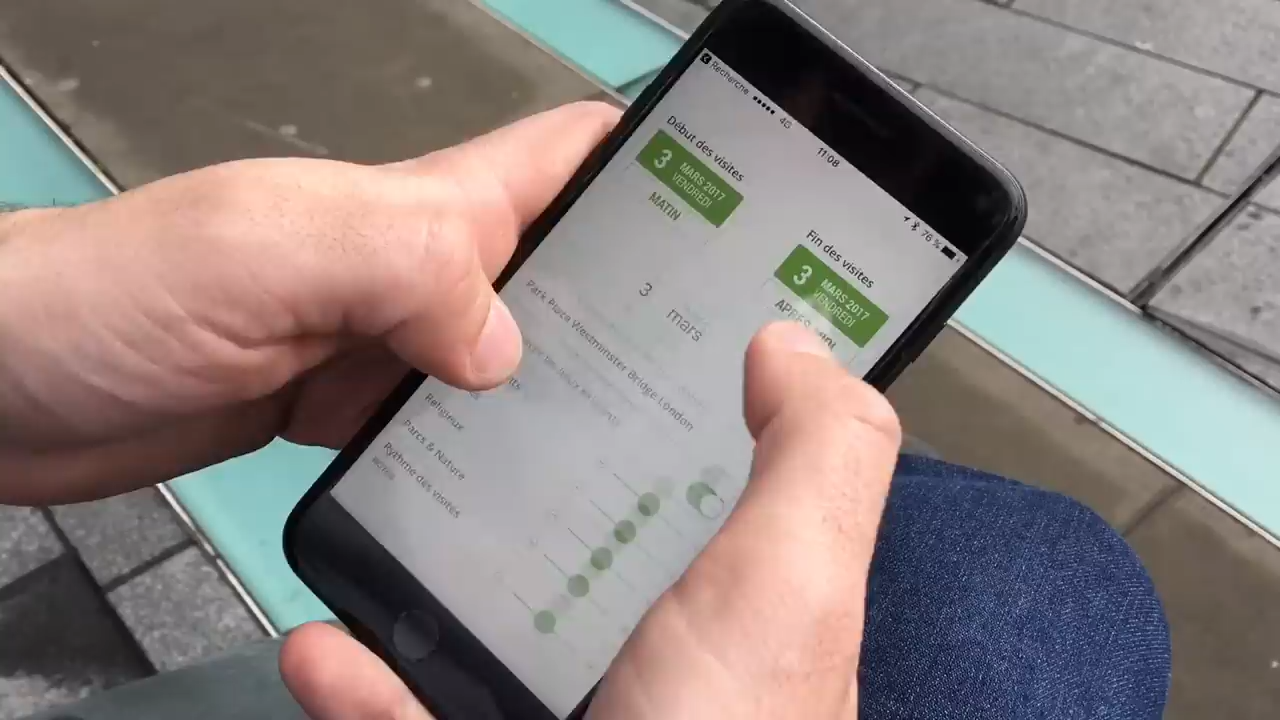 Recherche 4G 11:08 76 %
Début des visites
3 MARS 2017
VENDREDI
MATIN
Fin des visites
3 MARS 2017
VENDREDI
3 mars
Park Plaza Westminster Bridge London
Religieux
Parcs & Nature
Rythme des visites